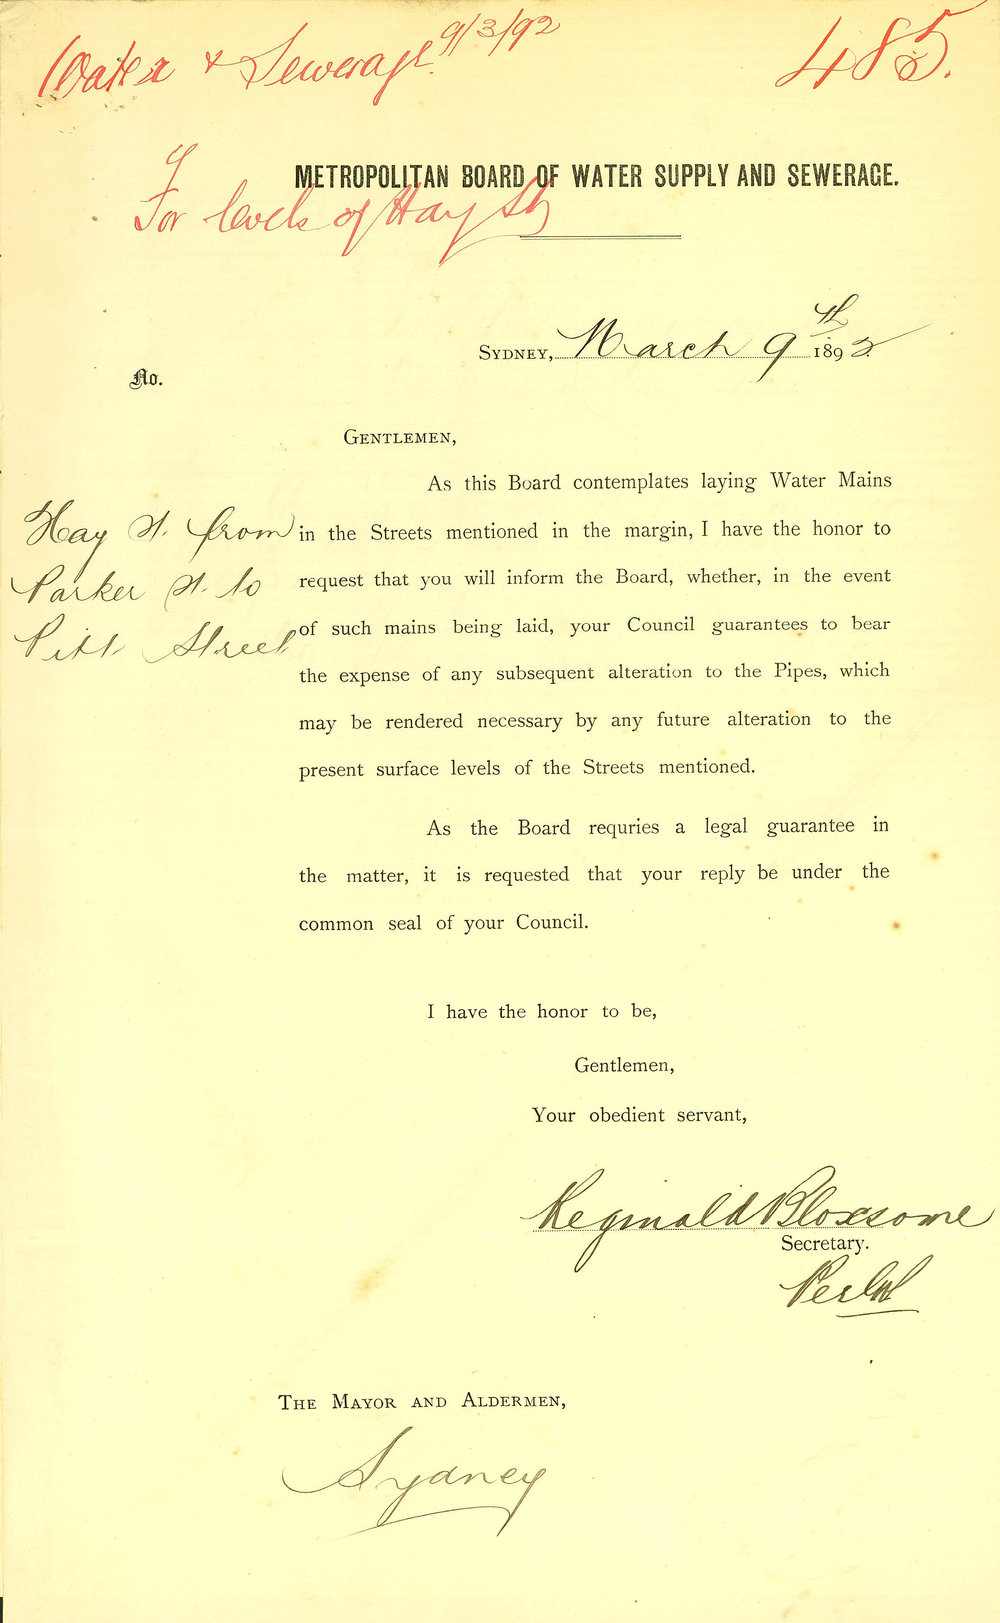 Water & Sewerage. 9/3/92
485.
METROPOLITAN BOARD OF WATER SUPPLY AND SEWERAGE.
For levels of Hay St
SYDNEY, March 9th 1892
No.
GENTLEMEN,
As this Board contemplates laying Water Mains
in the Streets mentioned in the margin, I have the honor to
request that you will inform the Board, whether, in the event
of such mains being laid, your Council guarantees to bear
the expense of any subsequent alteration to the Pipes, which
may be rendered necessary by any future alteration to the
present surface levels of the Streets mentioned.
Hay St. from
Parker St. to
Pitt Street
As the Board requries a legal guarantee in
the matter, it is requested that your reply be under the
common seal of your Council.
I have the honor to be,
Gentlemen,
Your obedient servant,
Reginald Bloxsome
Secretary.
Per
THE MAYOR AND ALDERMEN,
Sydney